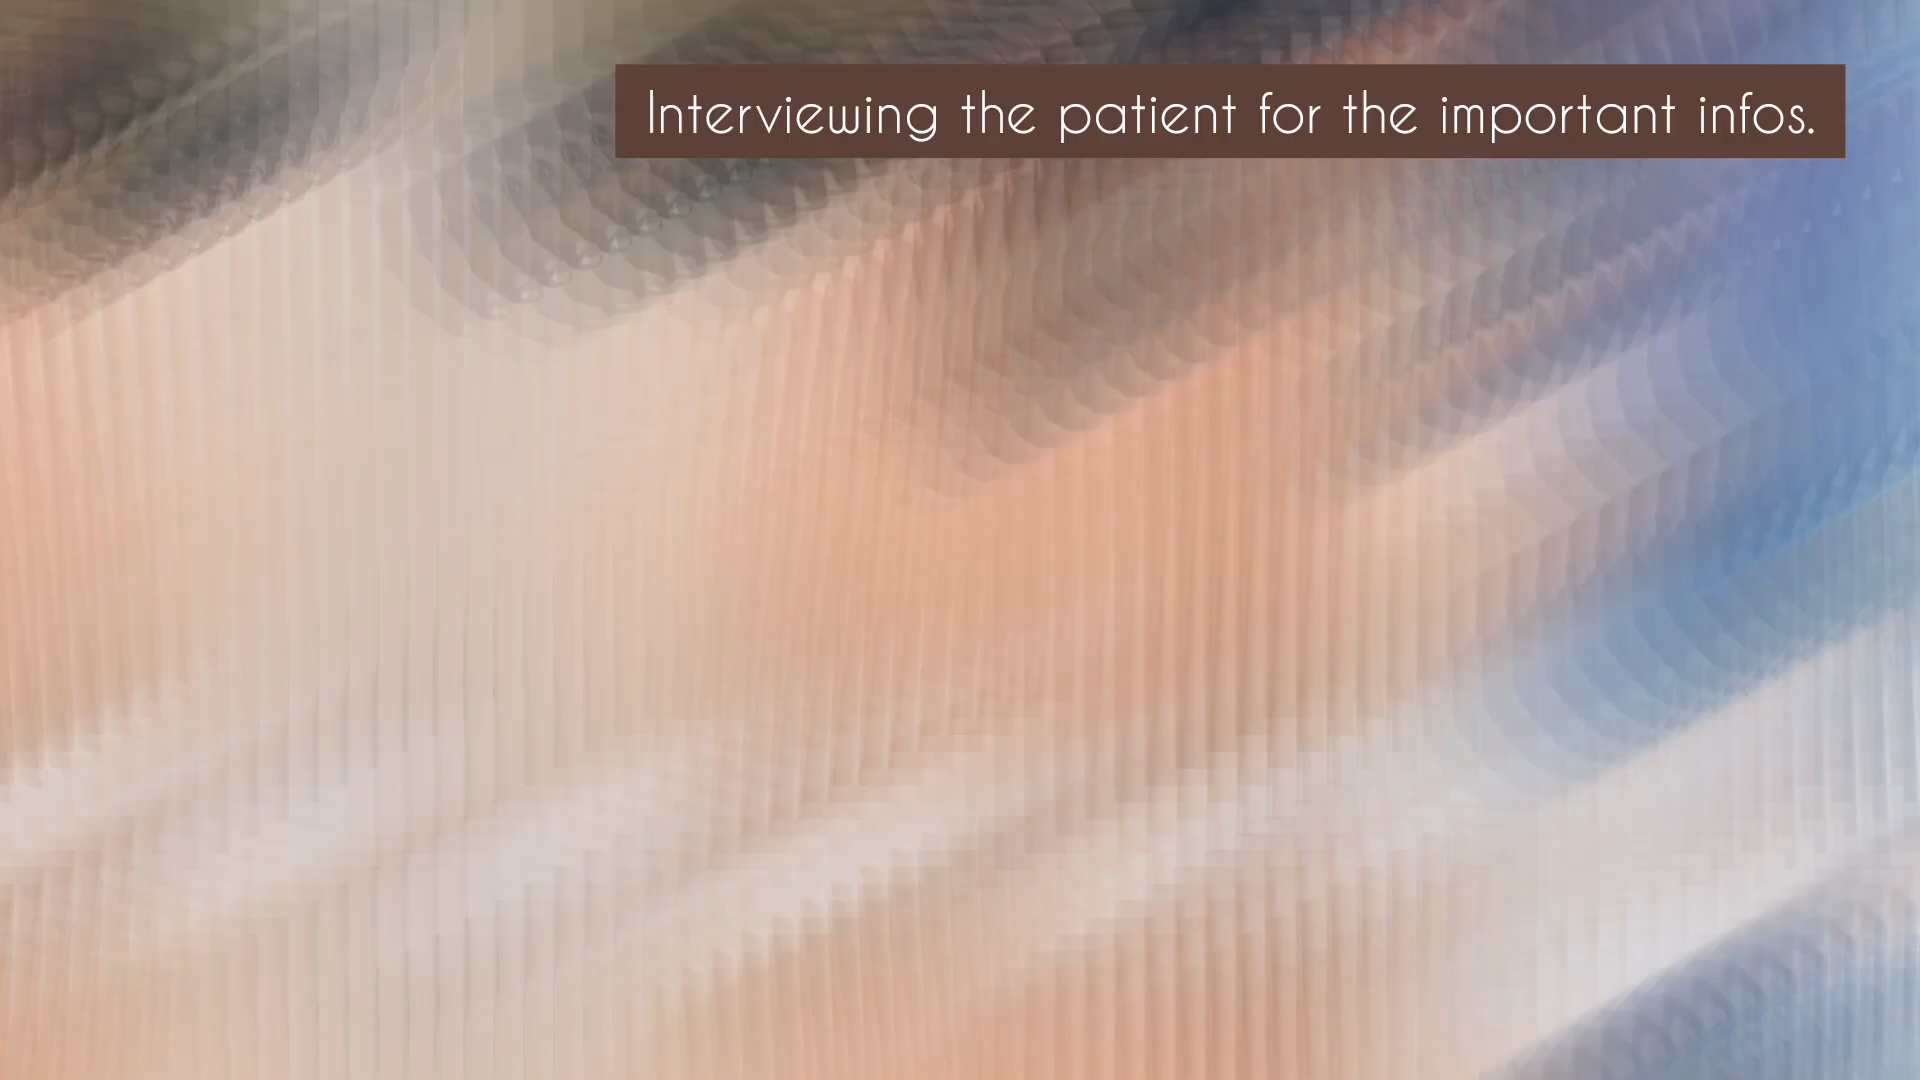 Interviewing the patient for the important infos.